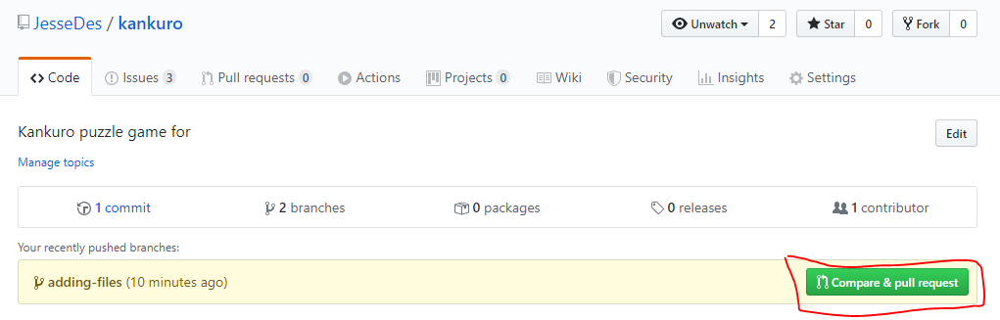 JesseDes / kankuro
Unwatch 2 Star 0 Fork 0
Code Issues 3 Pull requests 0 Actions Projects 0 Wiki Security Insights Settings
Kankuro puzzle game for
Edit
Manage topics
1 commit 2 branches 0 packages 0 releases 1 contributor
Your recently pushed branches:
adding-files (10 minutes ago)
Compare & pull request